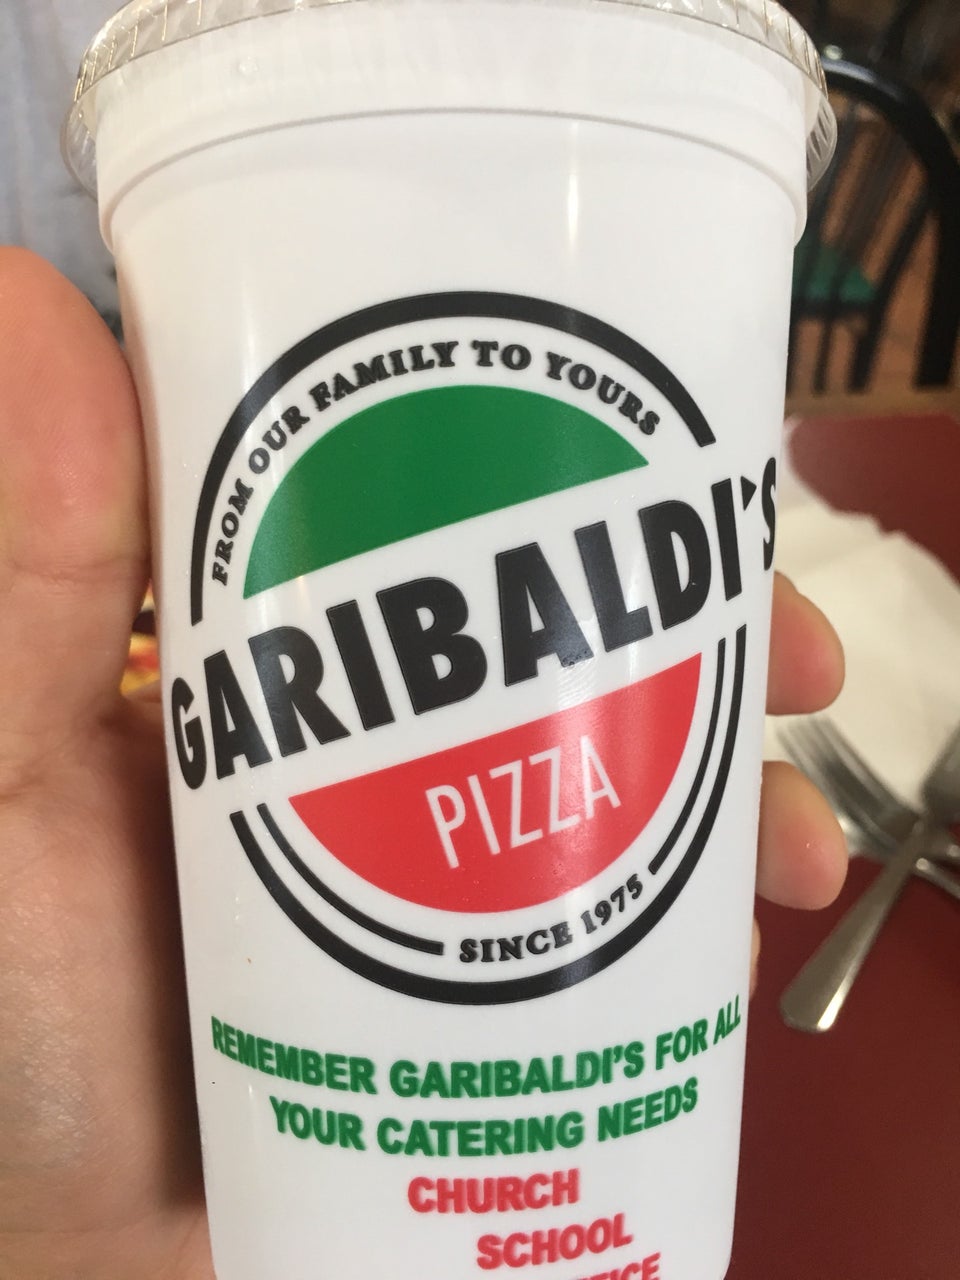 FROM OUR FAMILY TO YOURS
GARIBALDI'S
PIZZA
SINCE 1975
REMEMBER GARIBALDI'S FOR ALL
YOUR CATERING NEEDS
CHURCH
SCHOOL